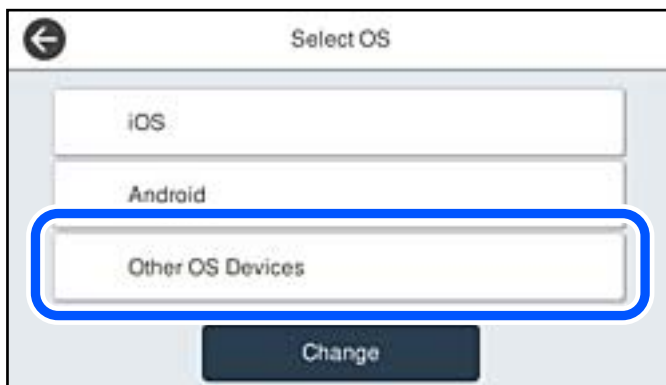 Select OS
iOS
Android
Other OS Devices
Change